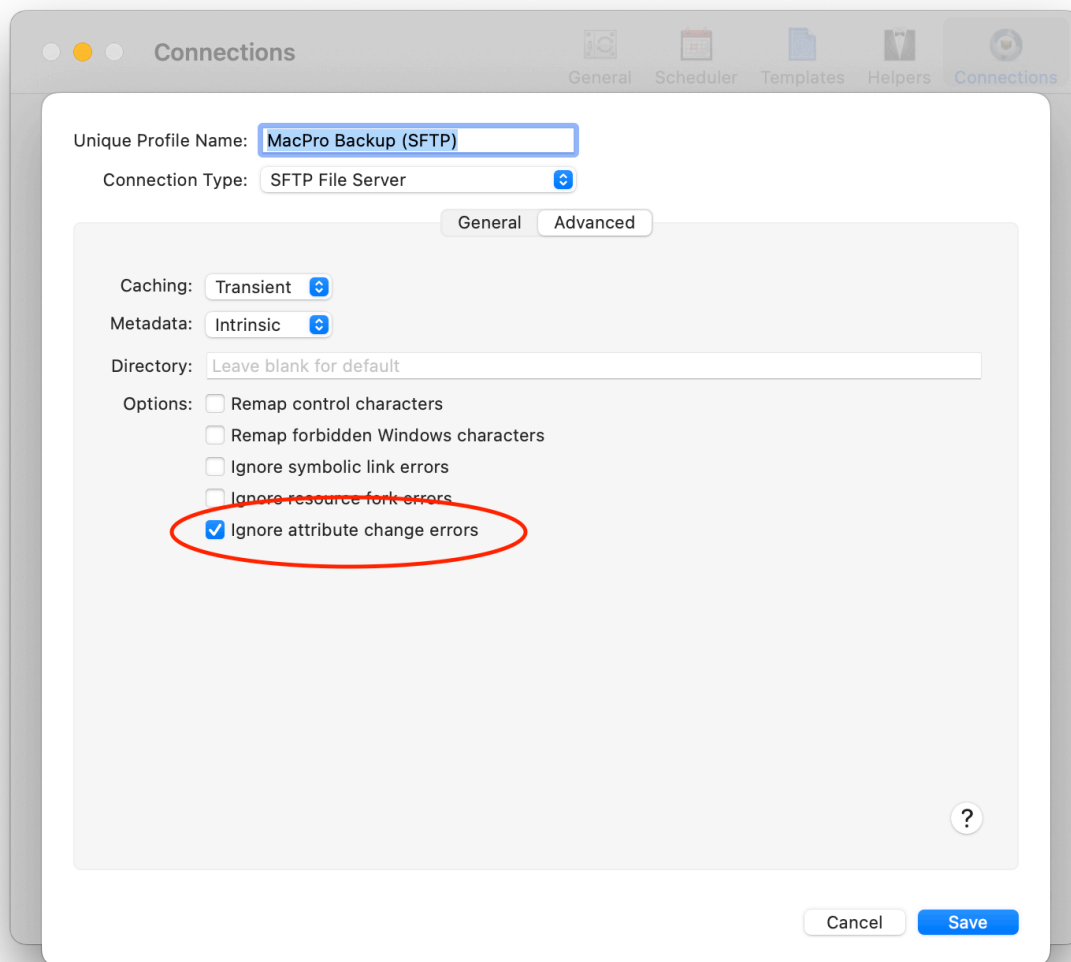 Connections
General Scheduler Templates Helpers Connections
Unique Profile Name: MacPro Backup (SFTP)
Connection Type: SFTP File Server
General Advanced
Caching: Transient
Metadata: Intrinsic
Directory: Leave blank for default
Options: Remap control characters
Remap forbidden Windows characters
Ignore symbolic link errors
Ignore resource fork errors
Ignore attribute change errors
?
Cancel Save